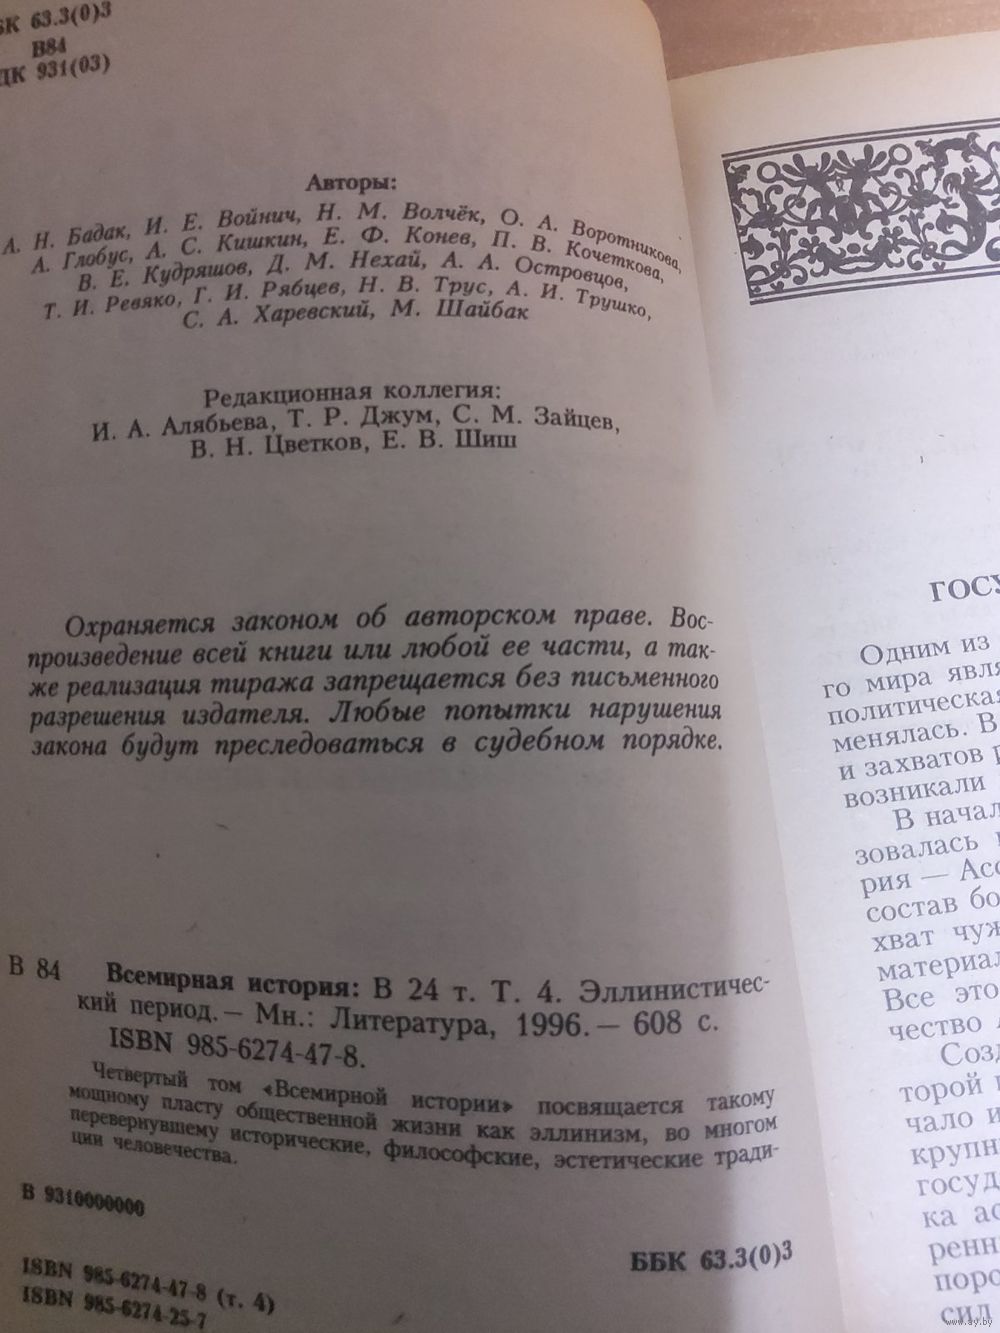 БК 63.3(0)3
В84
ДК 931(03)
Авторы:
А. Н. Бадак, И. Е. Войнич, Н. М. Волчёк, О. А. Воротникова,
А. Глобус, А. С. Кишкин, Е. Ф. Конев, П. В. Кочеткова,
В. Е. Кудряшов, Д. М. Нехай, А. А. Островцов,
Т. И. Ревяко, Г. И. Рябцев, Н. В. Трус, А. И. Трушко,
С. А. Харевский, М. Шайбак
Редакционная коллегия:
И. А. Алябьева, Т. Р. Джум, С. М. Зайцев,
В. Н. Цветков, Е. В. Шиш
Охраняется законом об авторском праве. Вос-
произведение всей книги или любой ее части, а так-
же реализация тиража запрещается без письменного
разрешения издателя. Любые попытки нарушения
закона будут преследоваться в судебном порядке.
В 84 Всемирная история: В 24 т. Т. 4. Эллинистичес-
кий период.— Мн.: Литература, 1996.— 608 с.
ISBN 985-6274-47-8.
Четвертый том «Всемирной истории» посвящается такому
мощному пласту общественной жизни как эллинизм, во многом
перевернувшему исторические, философские, эстетические тради-
ции человечества.
В 9310000000
ББК 63.3(0)3
ISBN 985-6274-47-8 (т. 4)
ISBN 985-6274-25-7
ГОСУ
Одним из
го мира явля
политическая
менялась. В
и захватов р
возникали
В начал
зовалась
рия — Асс
состав бо
хват чуж
материал
Все это
чество
Созд
торой
чало и
крупн
госуд
ка ас
ренн
поро
сил
www.ay.by